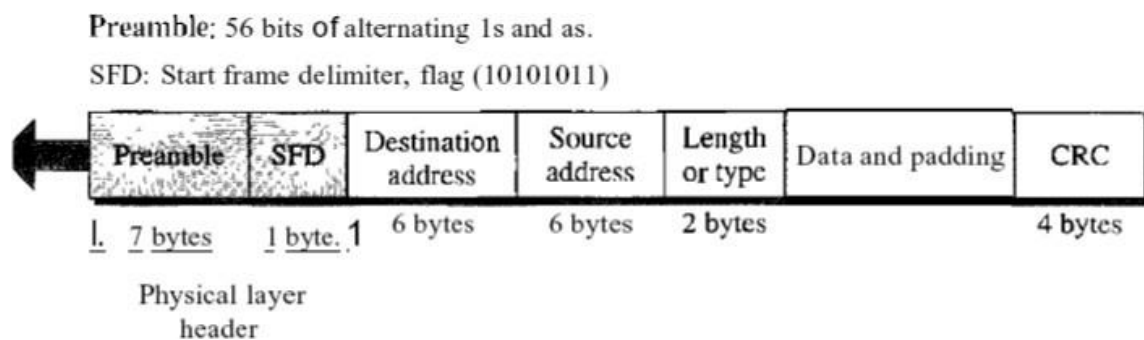 Preamble: 56 bits of alternating 1s and as.
SFD: Start frame delimiter, flag (10101011)
Preamble SFD Destination address Source address Length or type Data and padding CRC
l. 7 bytes 1 byte. 1 6 bytes 6 bytes 2 bytes 4 bytes
Physical layer
header